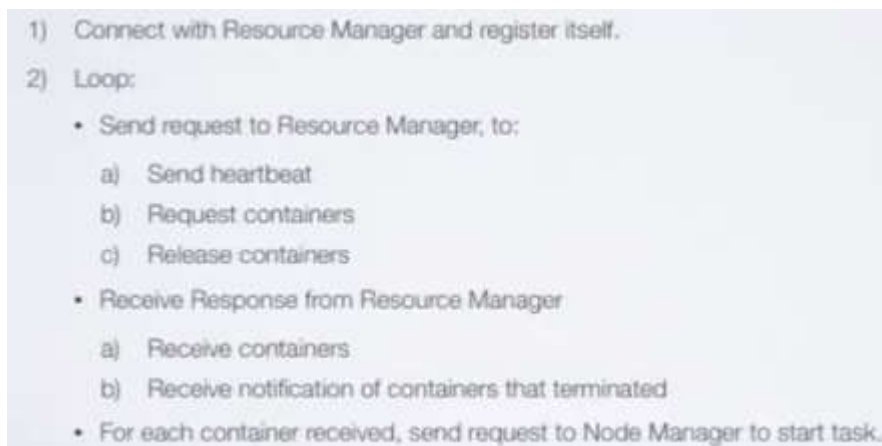 1) Connect with Resource Manager and register itself.
2) Loop:
• Send request to Resource Manager, to:
a) Send heartbeat
b) Request containers
c) Release containers
• Receive Response from Resource Manager
a) Receive containers
b) Receive notification of containers that terminated
• For each container received, send request to Node Manager to start task.